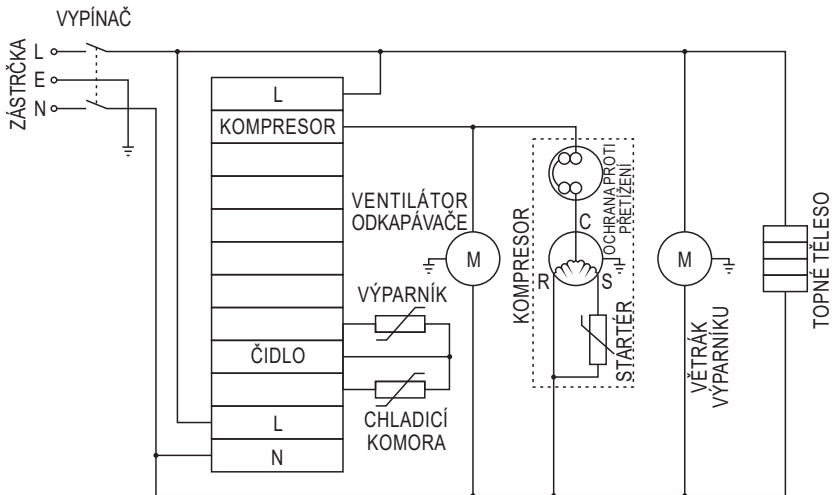 VYPÍNAČ
ZÁSTRČKA
L
E
N
L
KOMPRESOR
VENTILÁTOR
ODKAPÁVAČE
M
VÝPARNÍK
ČIDLO
CHLADICÍ
KOMORA
L
N
KOMPRESOR
OCHRANA PROTI
PŘETÍŽENÍ
C
R
S
STARTÉR
M
VĚTRÁK
VÝPARNÍKU
TOPNÉ TĚLESO